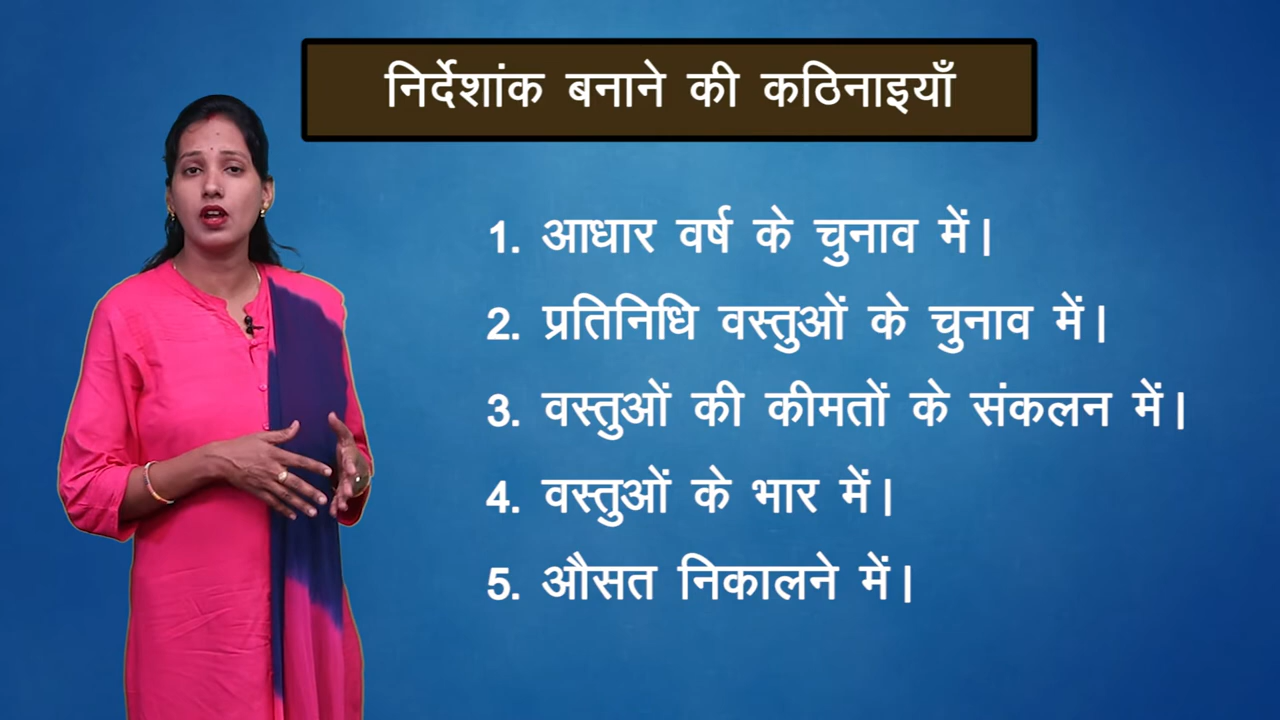 निर्देशांक बनाने की कठिनाइयाँ
1. आधार वर्ष के चुनाव में।
2. प्रतिनिधि वस्तुओं के चुनाव में।
3. वस्तुओं की कीमतों के संकलन में।
4. वस्तुओं के भार में।
5. औसत निकालने में।